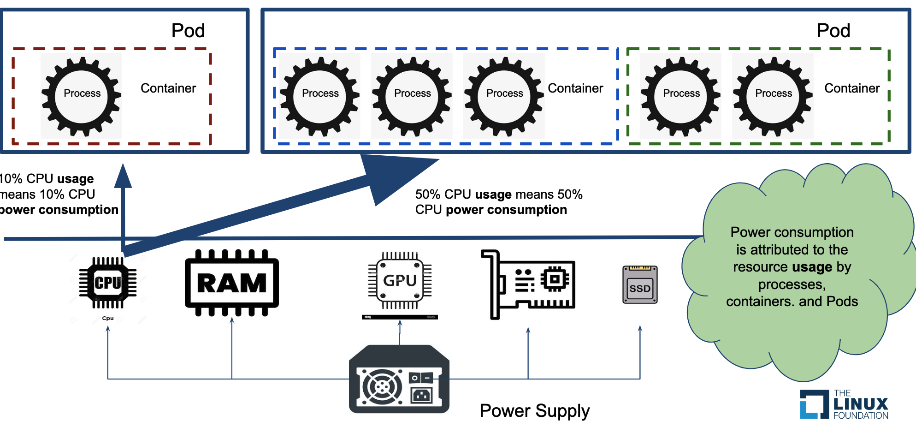 Pod
Process
Container
Pod
Process
Process
Process
Container
Process
Process
Container
10% CPU usage
means 10% CPU
power consumption
50% CPU usage means 50%
CPU power consumption
Power consumption
is attributed to the
resource usage by
processes,
containers. and Pods
CPU
Cpu
RAM
GPU
SSD
Power Supply
THE
LINUX
FOUNDATION